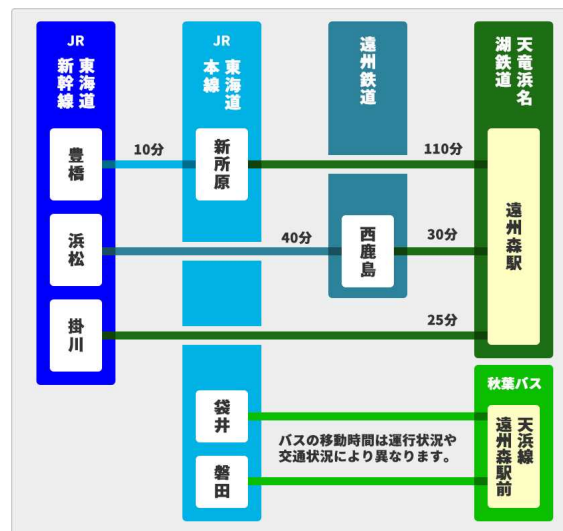 JR
東海道
新幹線
JR
東海道
本線
遠州鉄道
天竜浜名
湖鉄道
豊橋
10分
新所原
110分
浜松
40分
西鹿島
30分
遠州森駅
掛川
25分
秋葉バス
袋井
バスの移動時間は運行状況や
交通状況により異なります。
磐田
天浜線
遠州森駅前